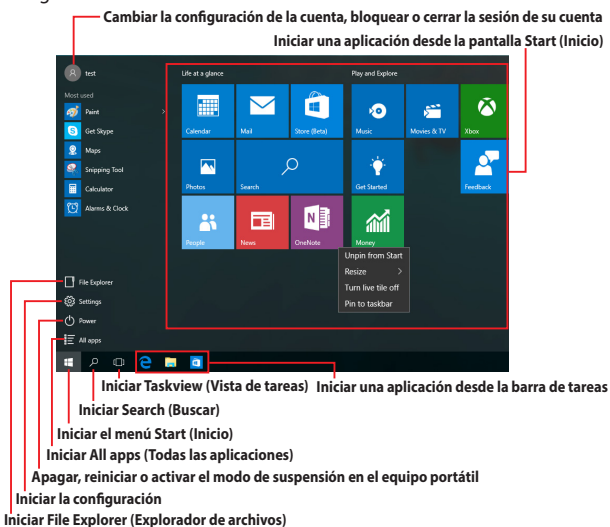 Cambiar la configuración de la cuenta, bloquear o cerrar la sesión de su cuenta
Iniciar una aplicación desde la pantalla Start (Inicio)
test
Life at a glance
Play and Explore
Most used
Paint
Get Skype
Maps
Snipping Tool
Calculator
Alarms & Clock
Calendar
Mail
Store (Beta)
Music
Movies & TV
Xbox
Photos
Search
Get Started
Feedback
People
News
OneNote
Money
Unpin from Start
Resize
Turn live tile off
Pin to taskbar
File Explorer
Settings
Power
All apps
Iniciar Taskview (Vista de tareas)
Iniciar una aplicación desde la barra de tareas
Iniciar Search (Buscar)
Iniciar el menú Start (Inicio)
Iniciar All apps (Todas las aplicaciones)
Apagar, reiniciar o activar el modo de suspensión en el equipo portátil
Iniciar la configuración
Iniciar File Explorer (Explorador de archivos)